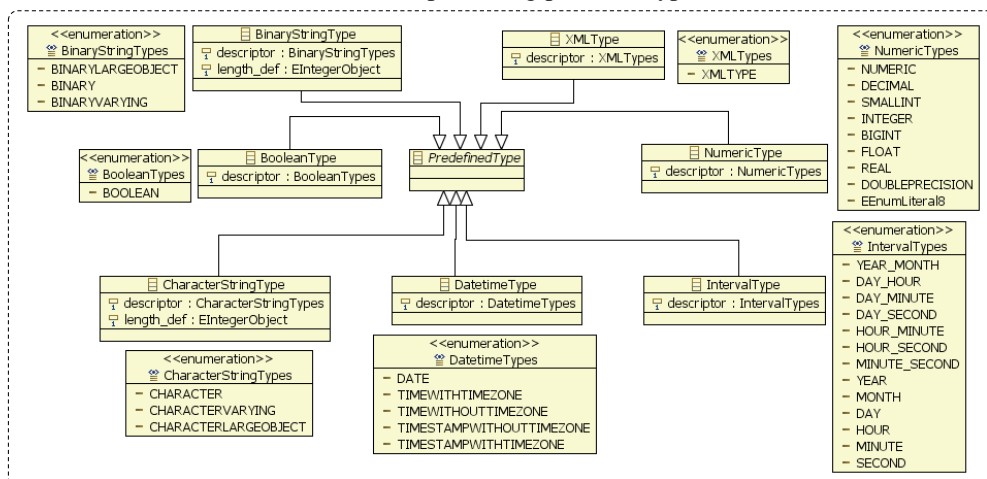 <<enumeration>>
BinaryStringTypes
- BINARYLARGEOBJECT
- BINARY
- BINARYVARYING
BinaryStringType
descriptor : BinaryStringTypes
length_def : EIntegerObject
XMLType
descriptor : XMLTypes
<<enumeration>>
XMLTypes
- XMLTYPE
<<enumeration>>
NumericTypes
- NUMERIC
- DECIMAL
- SMALLINT
- INTEGER
- BIGINT
- FLOAT
- REAL
- DOUBLEPRECISION
- EEnumLiteral8
<<enumeration>>
BooleanTypes
- BOOLEAN
BooleanType
descriptor : BooleanTypes
PredefinedType
NumericType
descriptor : NumericTypes
CharacterStringType
descriptor : CharacterStringTypes
length_def : EIntegerObject
DatetimeType
descriptor : DatetimeTypes
IntervalType
descriptor : IntervalTypes
<<enumeration>>
IntervalTypes
- YEAR_MONTH
- DAY_HOUR
- DAY_MINUTE
- DAY_SECOND
- HOUR_MINUTE
- HOUR_SECOND
- MINUTE_SECOND
- YEAR
- MONTH
- DAY
- HOUR
- MINUTE
- SECOND
<<enumeration>>
CharacterStringTypes
- CHARACTER
- CHARACTERVARYING
- CHARACTERLARGEOBJECT
<<enumeration>>
DatetimeTypes
- DATE
- TIMEWITHTIMEZONE
- TIMEWITHOUTTIMEZONE
- TIMESTAMPWITHOUTTIMEZONE
- TIMESTAMPWITHTIMEZONE